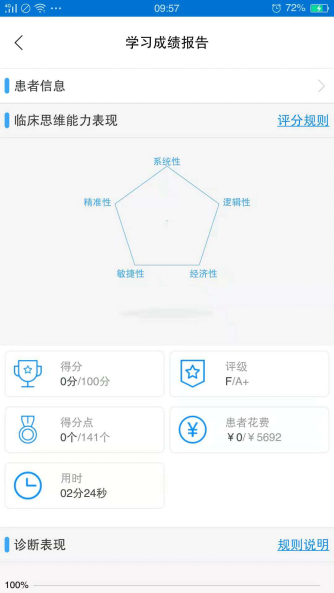 09:57
72%
学习成绩报告
患者信息
临床思维能力表现 评分规则
系统性
精准性 逻辑性
敏捷性 经济性
得分
0分/100分
评级
F/A+
得分点
0个/141个
患者花费
¥0/¥5692
用时
02分24秒
诊断表现 规则说明
100%